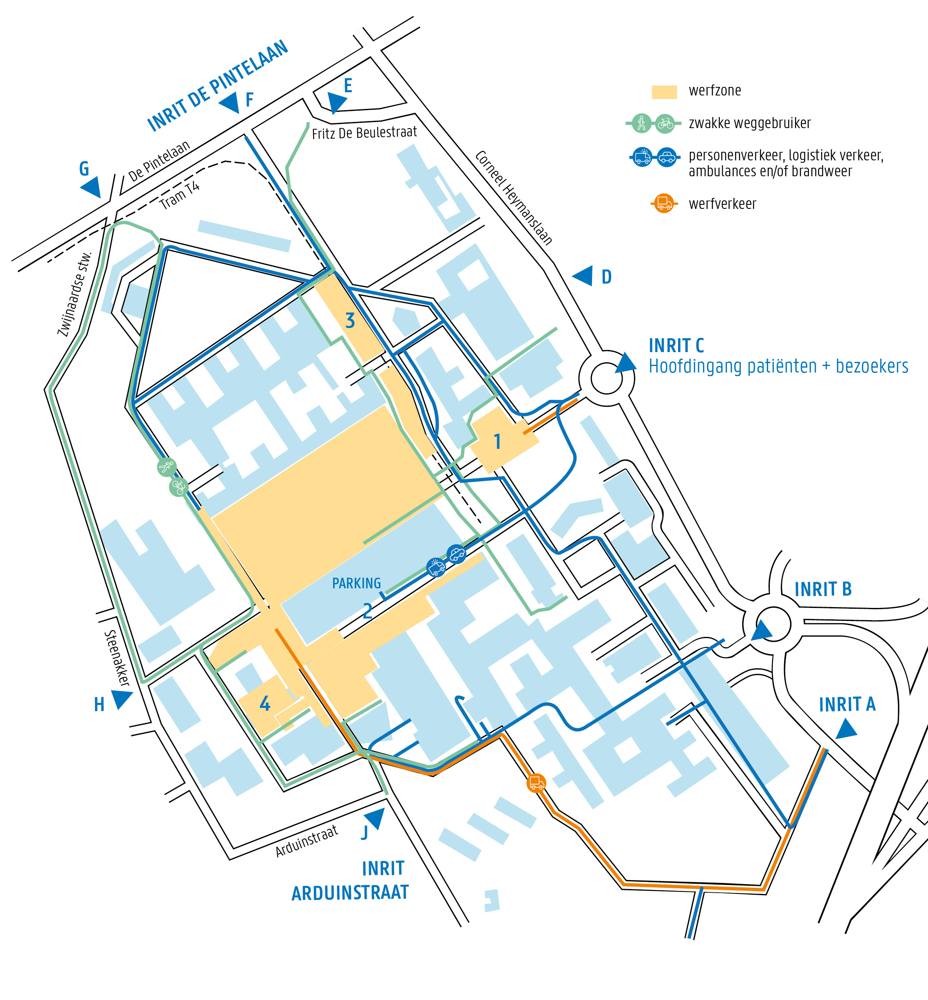 INRIT DE PINTELAAN
F
E
G
De Pintelaan
Tram T4
Fritz De Beulestraat
Corneel Heymanslaan
Zwijnaardse stw.
werfzone
zwakke weggebruiker
personenverkeer, logistiek verkeer,
ambulances en/of brandweer
werfverkeer
D
INRIT C
Hoofdingang patiënten + bezoekers
3
1
PARKING
2
INRIT B
INRIT A
Steenakker
H
4
J
Arduinstraat
INRIT
ARDUINSTRAAT